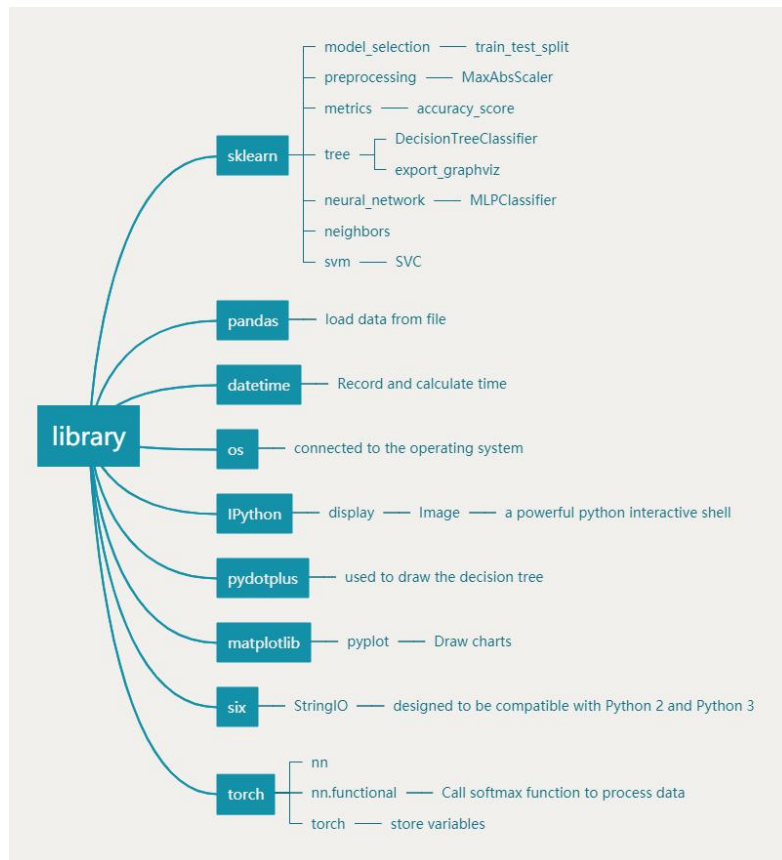 library
sklearn
model_selection
train_test_split
preprocessing
MaxAbsScaler
metrics
accuracy_score
tree
DecisionTreeClassifier
export_graphviz
neural_network
MLPClassifier
neighbors
svm
SVC
pandas
load data from file
datetime
Record and calculate time
os
connected to the operating system
IPython
display
Image
a powerful python interactive shell
pydotplus
used to draw the decision tree
matplotlib
pyplot
Draw charts
six
StringIO
designed to be compatible with Python 2 and Python 3
torch
nn
nn.functional
Call softmax function to process data
torch
store variables